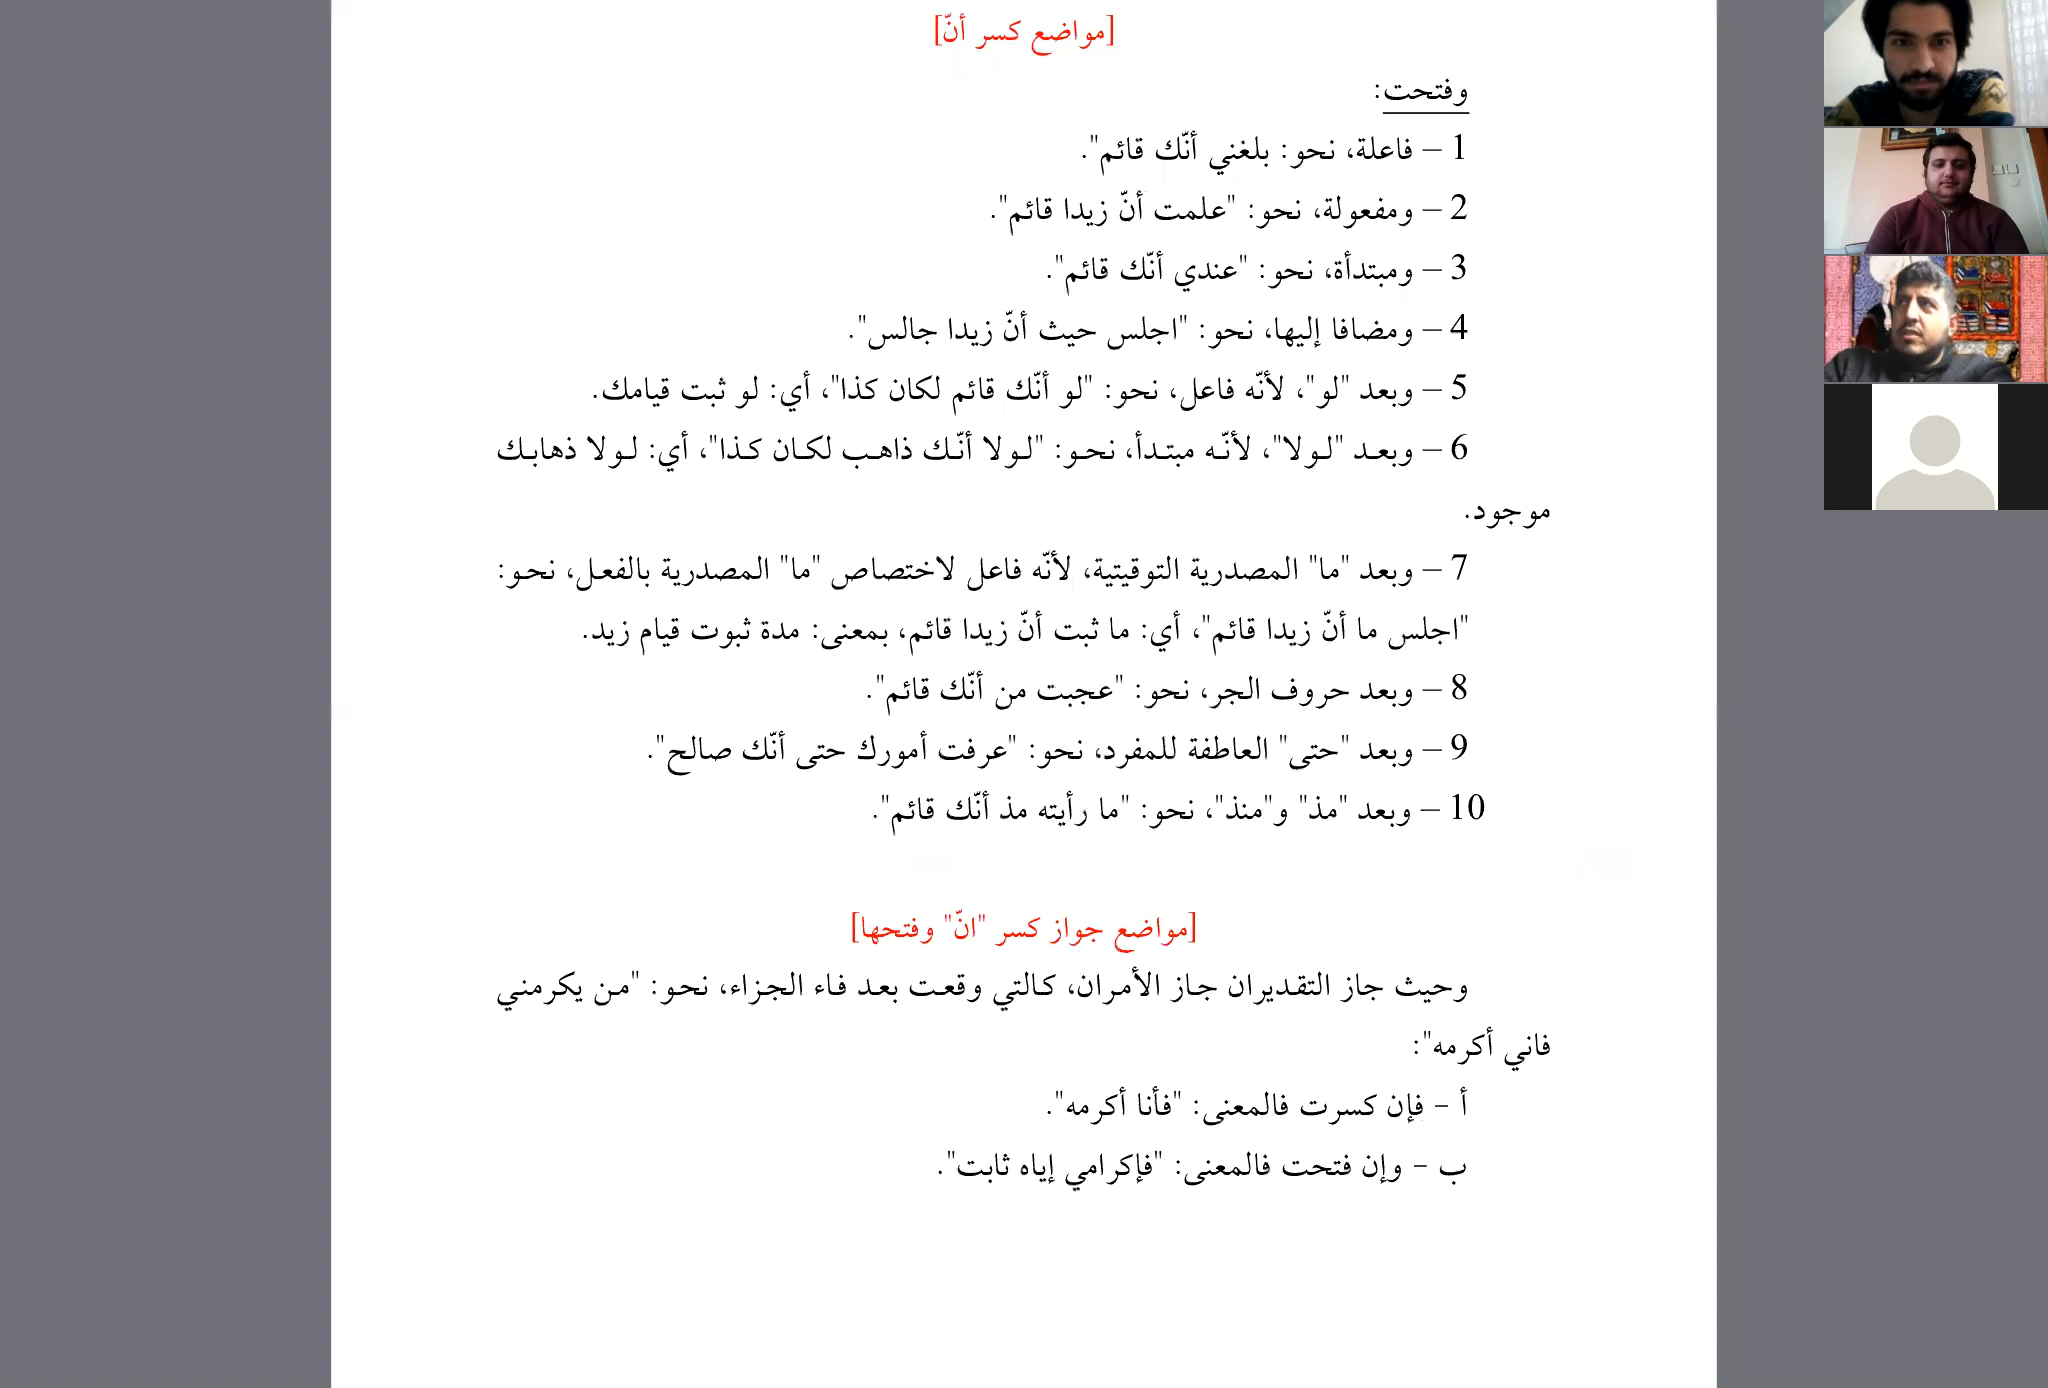 [مواضع كسر أنّ]
وفتحت:
1 – فاعلة، نحو: بلغني أنّك قائم".
2 – ومفعولة، نحو: "علمت أنّ زيدا قائم".
3 – ومبتدأة، نحو: "عندي أنّك قائم".
4 – ومضافا إليها، نحو: "اجلس حيث أنّ زيدا جالس".
5 – وبعد "لو"، لأنّه فاعل، نحو: "لو أنّك قائم لكان كذا"، أي: لو ثبت قيامك.
6 – وبعد "لولا"، لأنّه مبتدأ، نحو: "لولا أنّك ذاهب لكان كذا"، أي: لولا ذهابك
موجود.
7 – وبعد "ما" المصدرية التوقيتية، لأنّه فاعل لاختصاص "ما" المصدرية بالفعل، نحو:
"اجلس ما أنّ زيدا قائم"، أي: ما ثبت أنّ زيدا قائم، بمعنى: مدة ثبوت قيام زيد.
8 – وبعد حروف الجر، نحو: "عجبت من أنّك قائم".
9 – وبعد "حتى" العاطفة للمفرد، نحو: "عرفت أمورك حتى أنّك صالح".
10 – وبعد "مذ" و"منذ"، نحو: "ما رأيته مذ أنّك قائم".
[مواضع جواز كسر "انّ" وفتحها]
وحيث جاز التقديران جاز الأمران، كالتي وقعت بعد فاء الجزاء، نحو: "من يكرمني
فاني أكرمه":
أ – فإن كسرت فالمعنى: "فأنا أكرمه".
ب – وإن فتحت فالمعنى: "فإكرامي إياه ثابت".